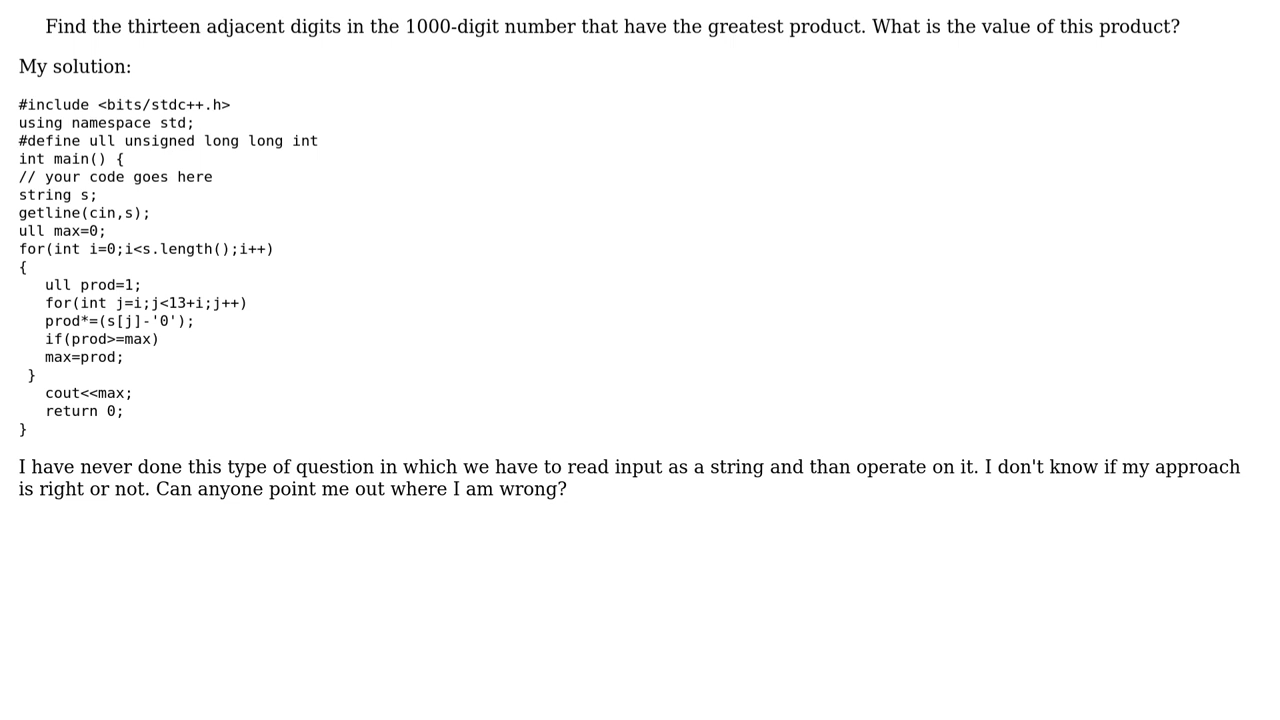 Find the thirteen adjacent digits in the 1000-digit number that have the greatest product. What is the value of this product?
My solution:
#include <bits/stdc++.h>
using namespace std;
#define ull unsigned long long int
int main() {
// your code goes here
string s;
getline(cin,s);
ull max=0;
for(int i=0;i<s.length();i++)
{
   ull prod=1;
   for(int j=i;j<13+i;j++)
   prod*=(s[j]-'0');
   if(prod>=max)
   max=prod;
 }
   cout<<max;
   return 0;
}
I have never done this type of question in which we have to read input as a string and than operate on it. I don't know if my approach
is right or not. Can anyone point me out where I am wrong?